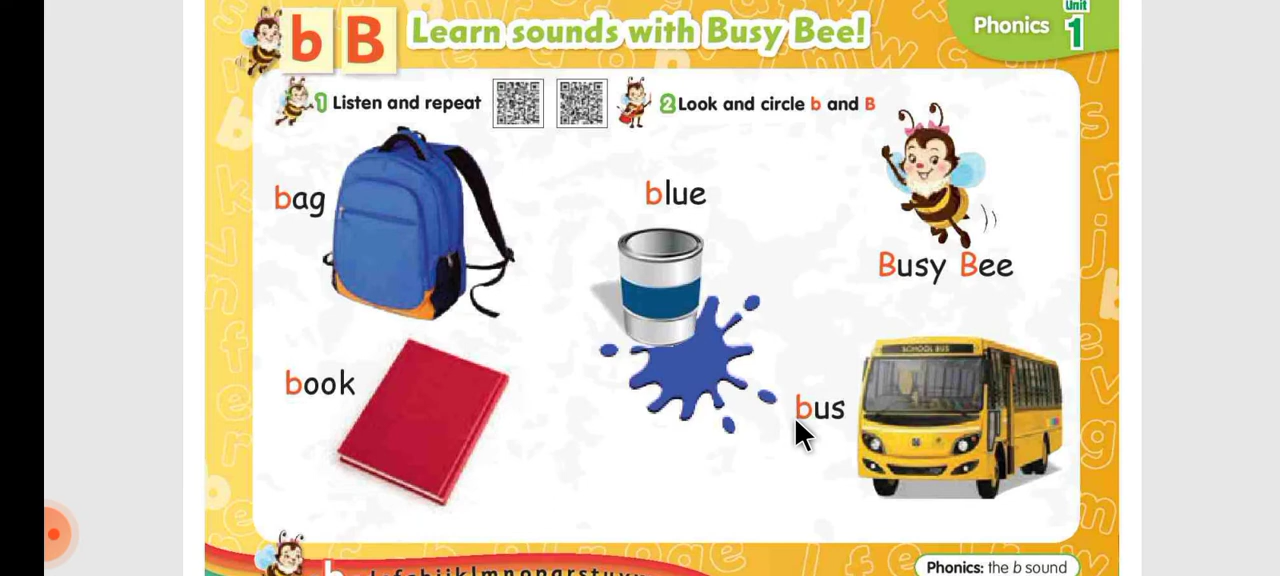 b B Learn sounds with Busy Bee!
Unit
Phonics 1
1 Listen and repeat
2 Look and circle b and B
bag
blue
Busy Bee
book
SCHOOL BUS
bus
Phonics: the b sound